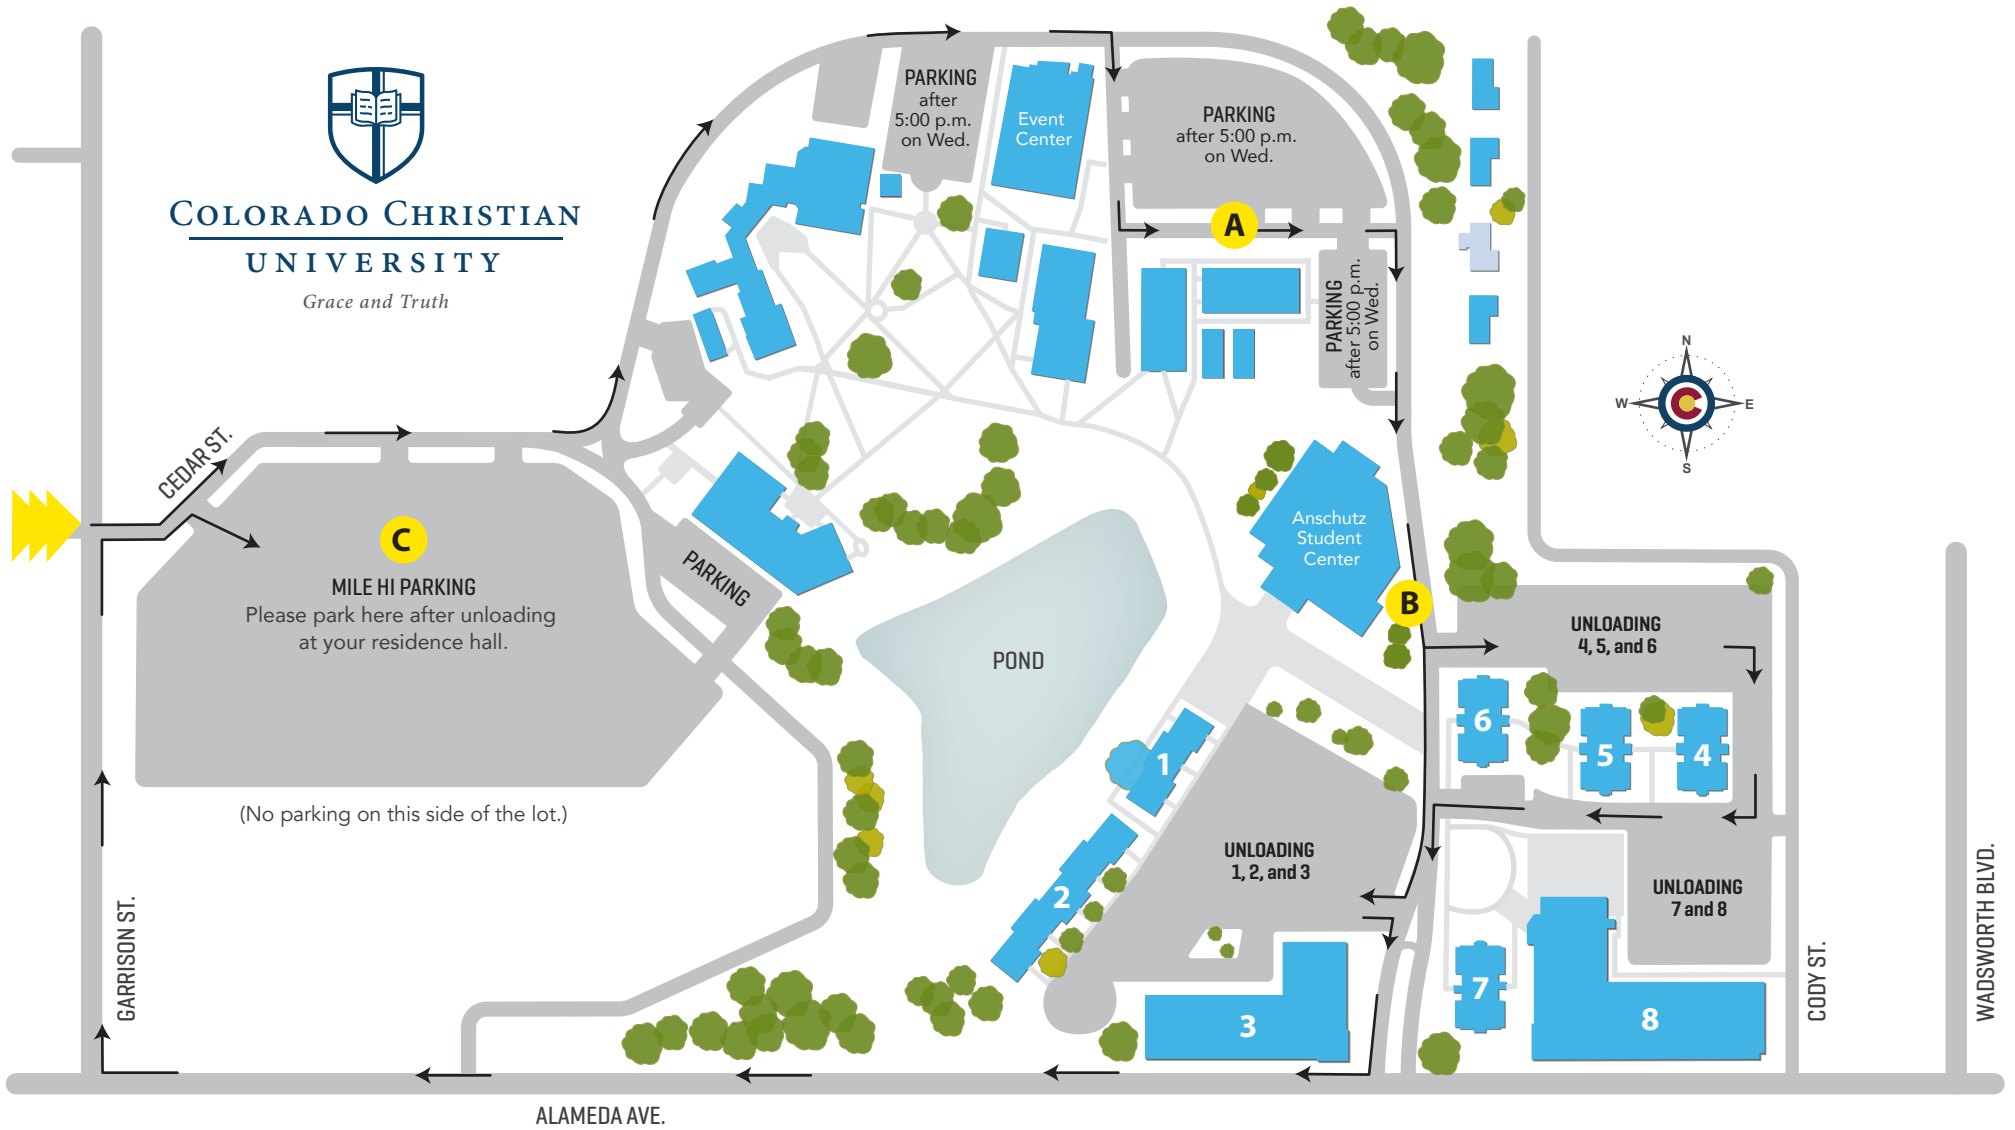 COLORADO CHRISTIAN
UNIVERSITY
Grace and Truth
PARKING
after
5:00 p.m.
on Wed.
Event
Center
PARKING
after 5:00 p.m.
on Wed.
A
PARKING
after 5:00 p.m.
on Wed.
N
W
E
S
C
CEDAR ST.
C
MILE HI PARKING
Please park here after unloading
at your residence hall.
(No parking on this side of the lot.)
PARKING
POND
Anschutz
Student
Center
B
UNLOADING
4, 5, and 6
6
5
4
1
2
UNLOADING
1, 2, and 3
3
UNLOADING
7 and 8
7
8
GARRISON ST.
CODY ST.
WADSWORTH BLVD.
ALAMEDA AVE.